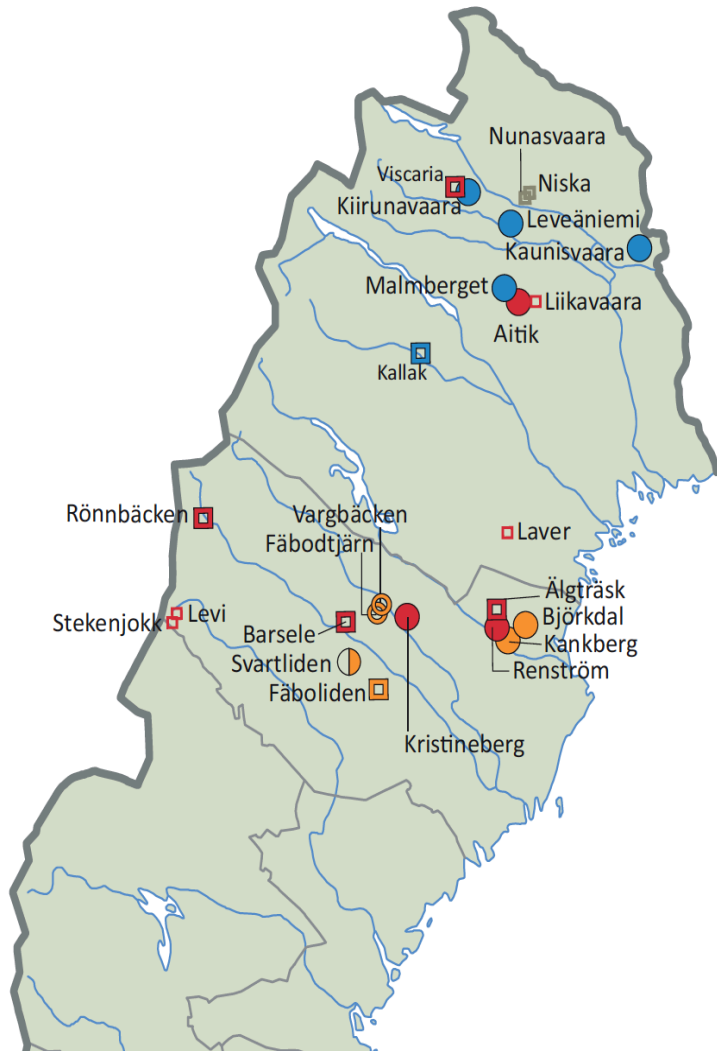 Nunasvaara
Viscaria
Niska
Kiirunavaara
Leveäniemi
Kaunisvaara
Malmberget
Liikavaara
Aitik
Kallak
Rönnbäcken
Vargbäcken
Laver
Fäbodtjärn
Älgträsk
Levi
Björkdal
Stekenjokk
Barsele
Kankberg
Svartliden
Renström
Fäboliden
Kristineberg